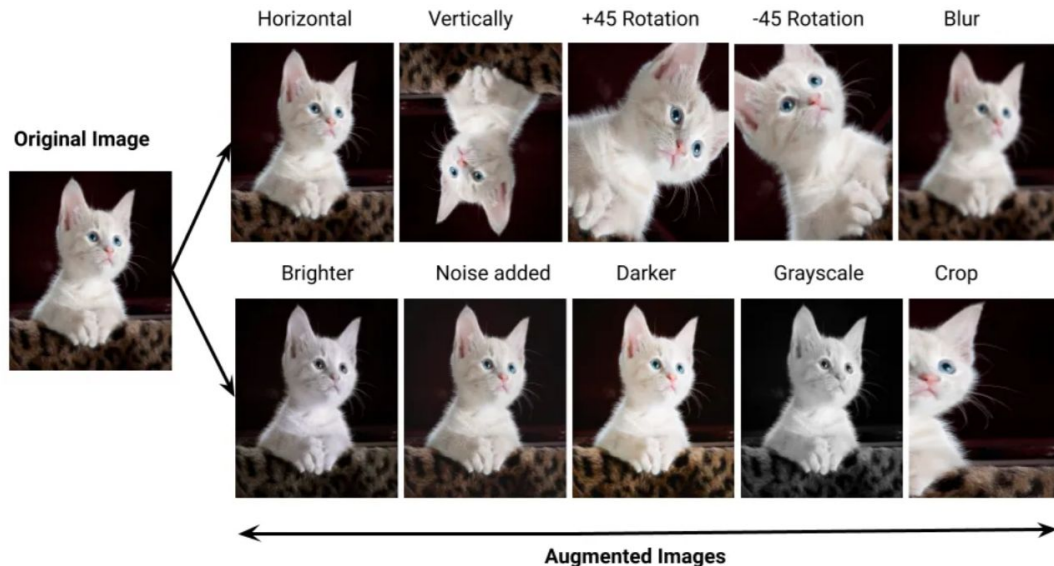 Horizontal Vertically +45 Rotation -45 Rotation Blur
Original Image
Brighter Noise added Darker Grayscale Crop
Augmented Images